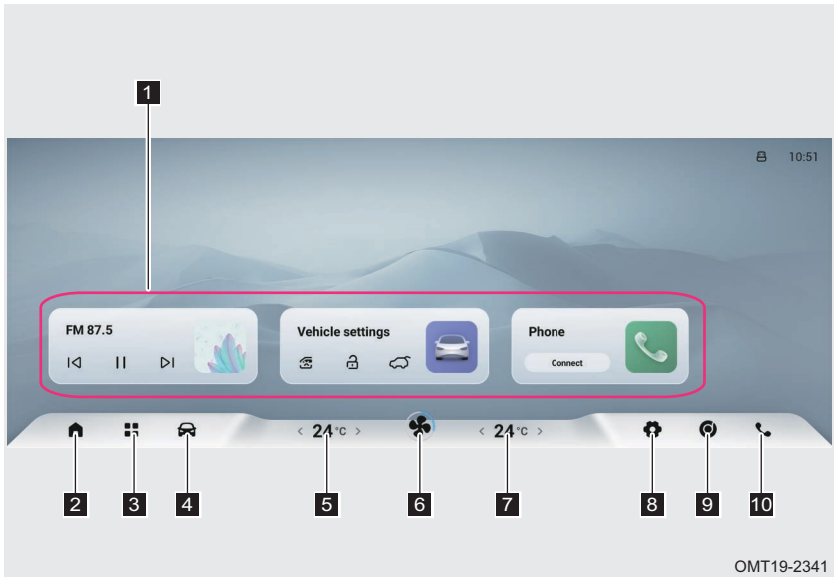 1
10:51
FM 87.5
Vehicle settings
Phone
Connect
< 24°C >
< 24°C >
2 3 4 5 6 7 8 9 10
OMT19-2341